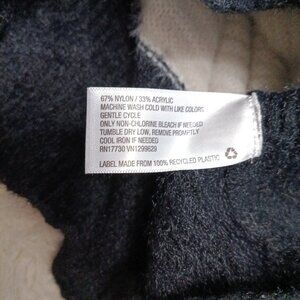 67% NYLON / 33% ACRYLIC
MACHINE WASH COLD WITH LIKE COLORS
GENTLE CYCLE
ONLY NON-CHLORINE BLEACH IF NEEDED
TUMBLE DRY LOW, REMOVE PROMPTLY
COOL IRON IF NEEDED
RN17730 VN1299629
LABEL MADE FROM 100% RECYCLED PLASTIC